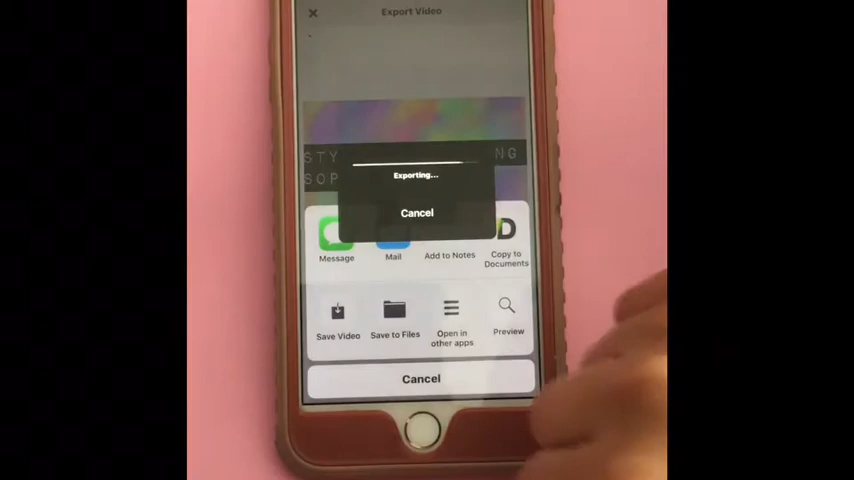 Export Video
STY NG
SOP
Exporting...
Cancel
Message
Mail
Add to Notes
Copy to
Documents
Save Video
Save to Files
Open in
other apps
Preview
Cancel